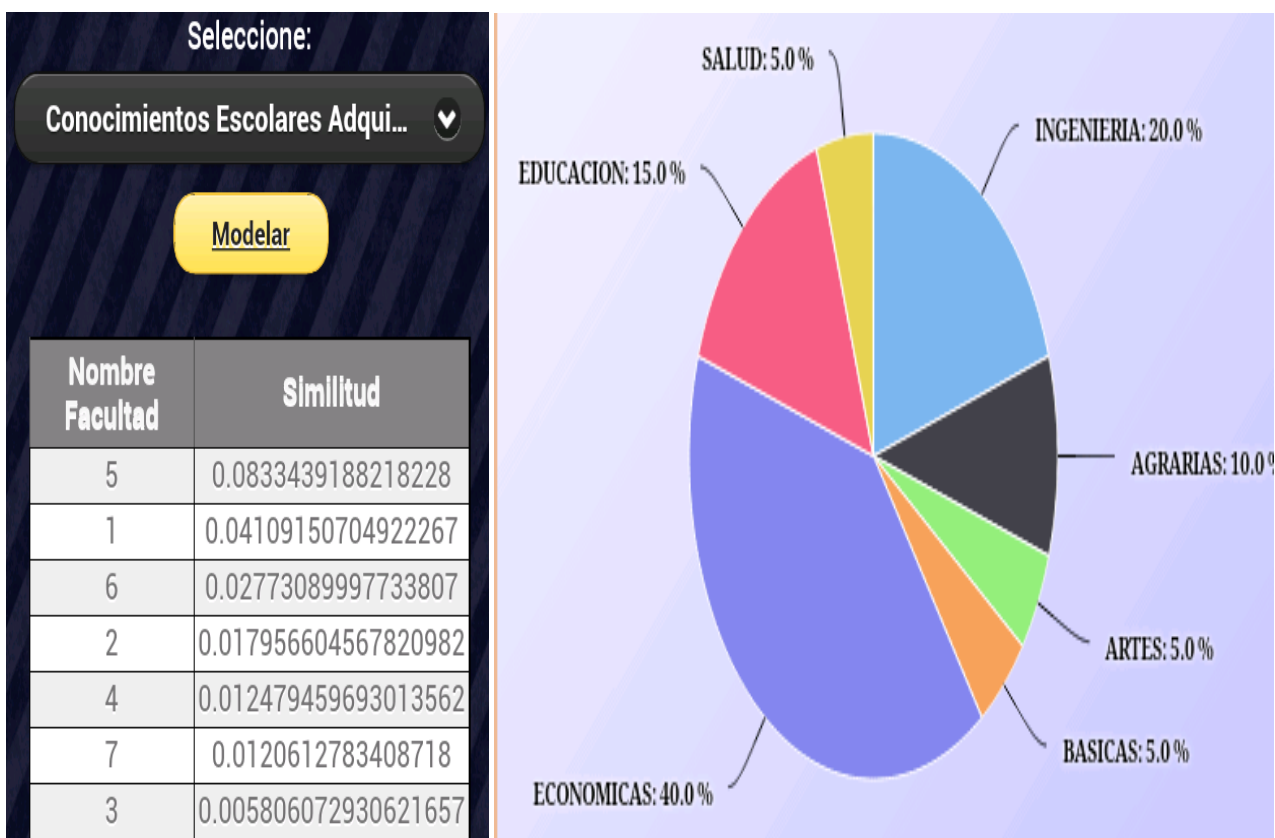 Seleccione:
Conocimientos Escolares Adqui...
Modelar
Nombre Facultad Similitud
5 0.0833439188218228
1 0.04109150704922267
6 0.02773089997733807
2 0.017956604567820982
4 0.012479459693013562
7 0.0120612783408718
3 0.005806072930621657
SALUD: 5.0 %
INGENIERIA: 20.0 %
EDUCACION: 15.0 %
AGRARIAS: 10.0 %
ARTES: 5.0 %
BASICAS: 5.0 %
ECONOMICAS: 40.0 %